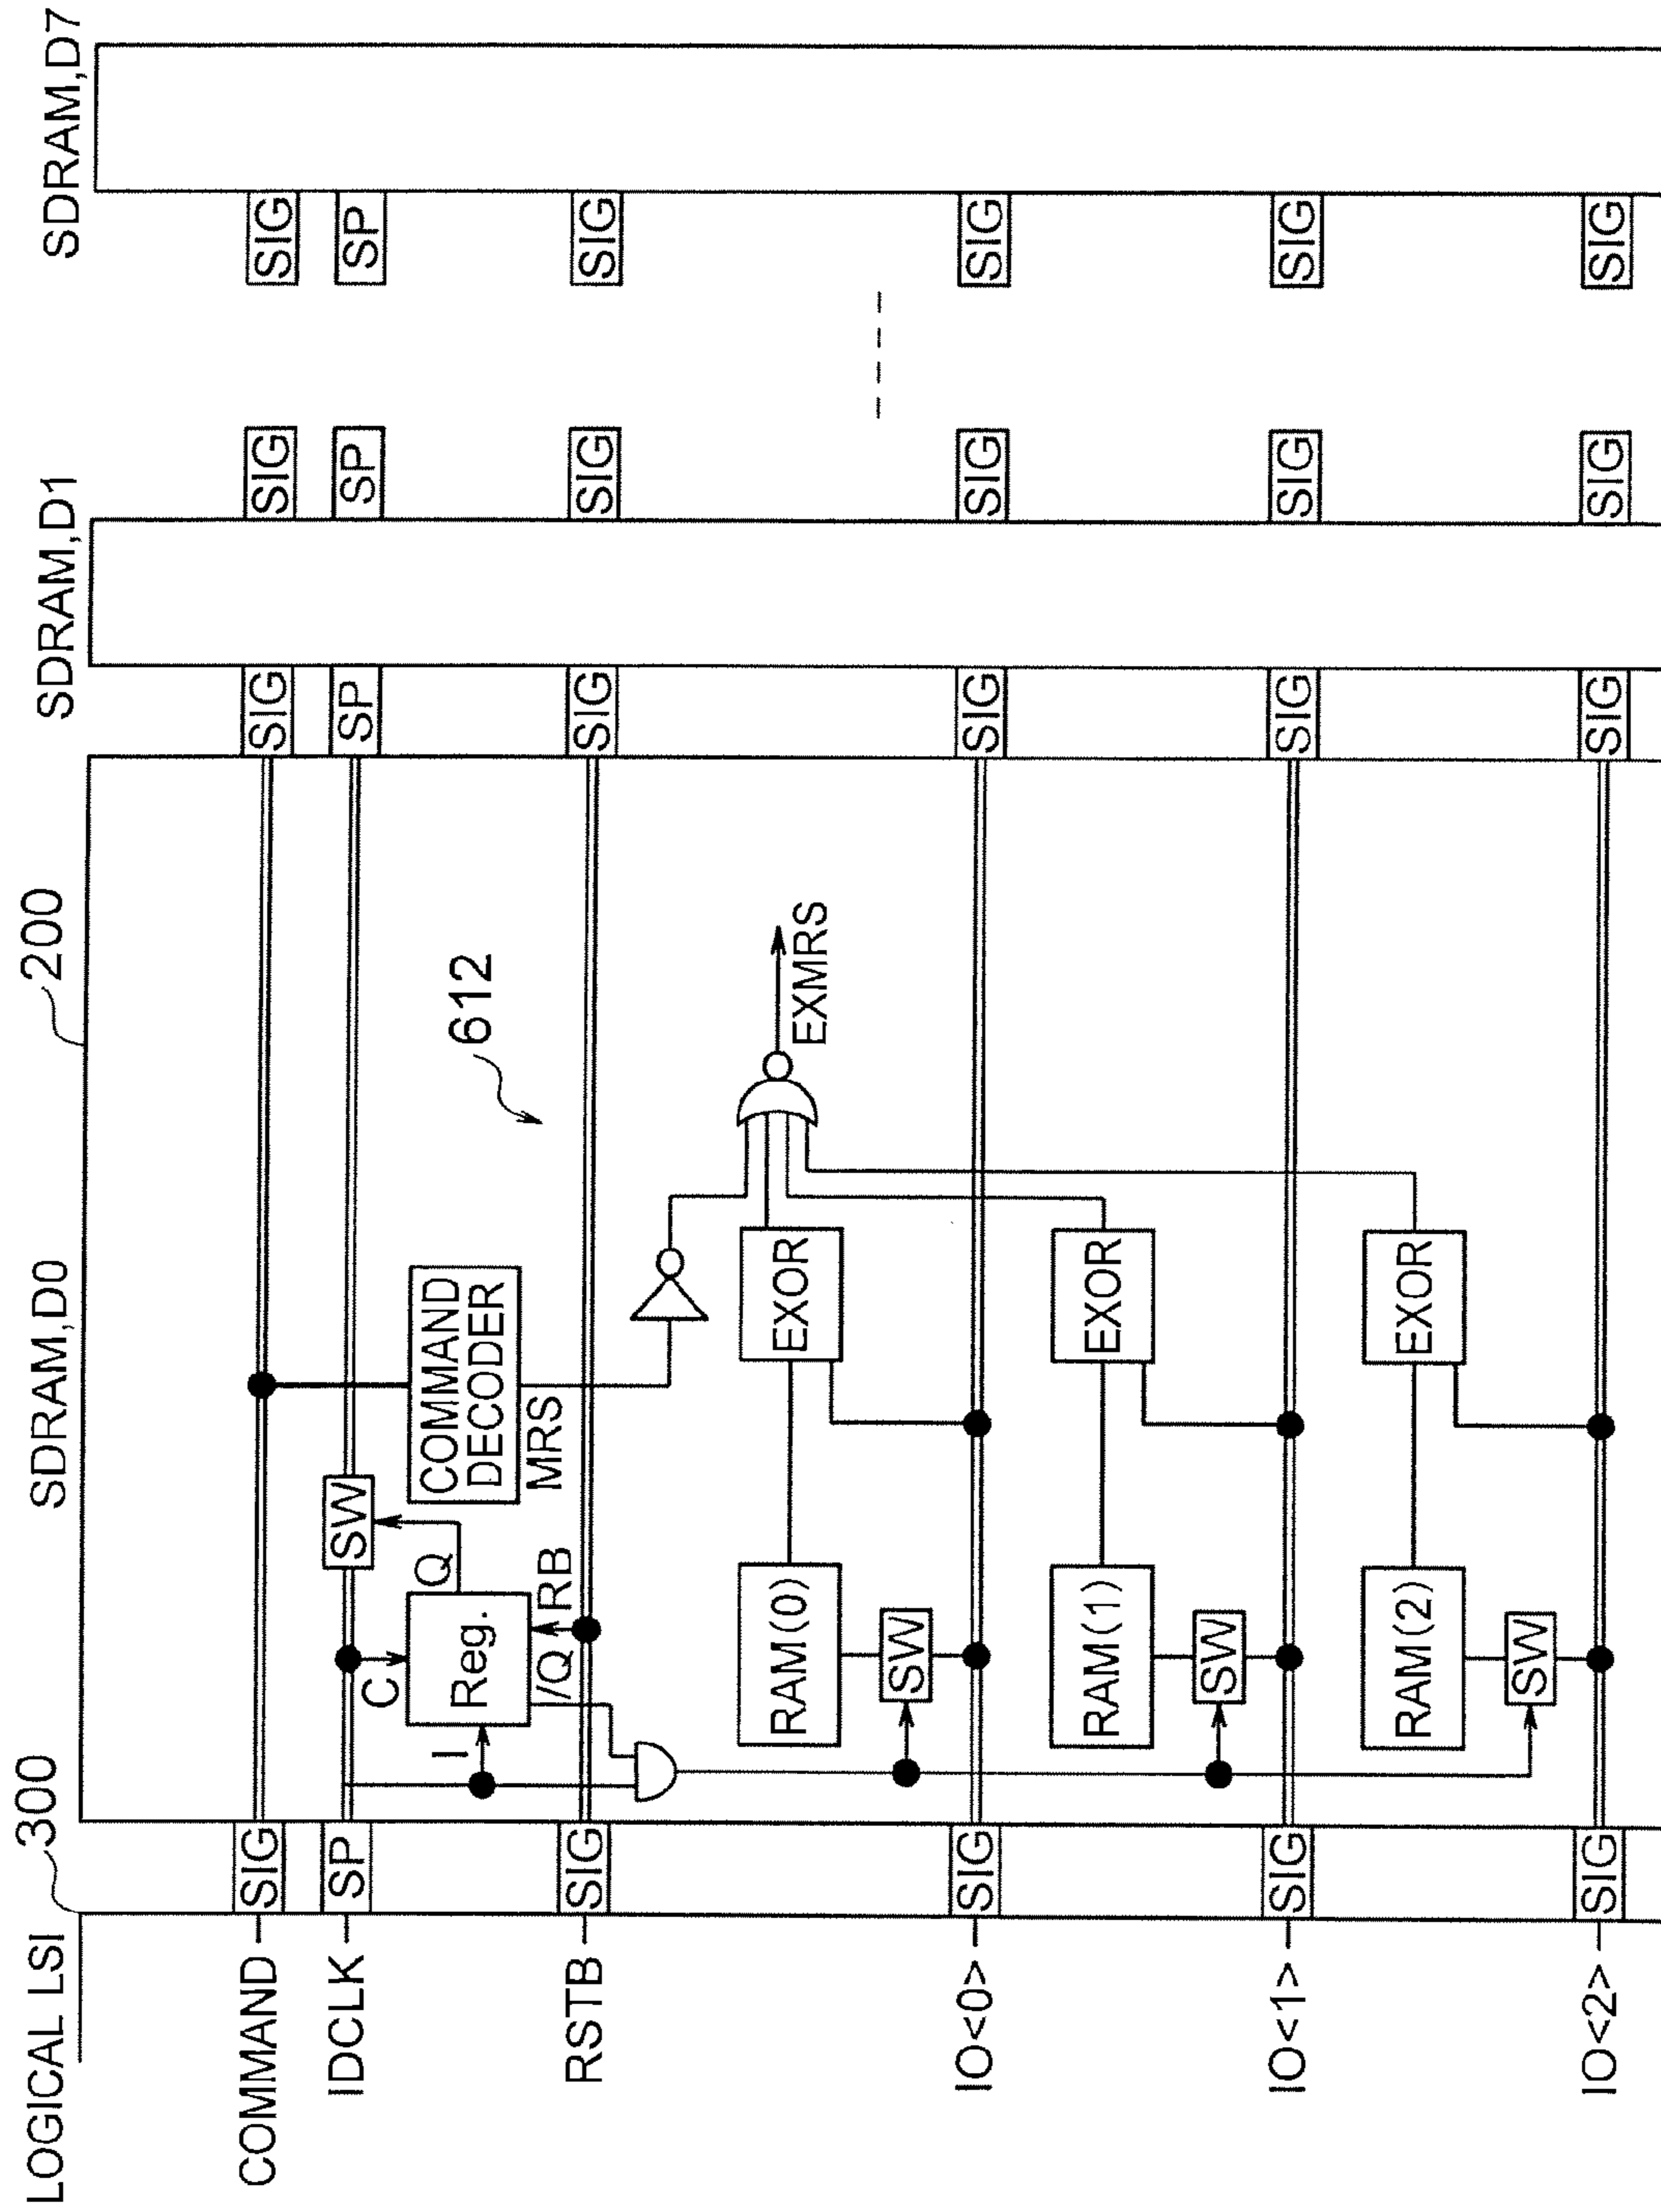 LOGICAL LSI
300
SDRAM,D0
200
SDRAM,D1
SDRAM,D7
COMMAND
SIG
SIG
SIG
SIG
IDCLK
SP
SW
SP
SP
SP
C
Q
I
Reg.
COMMAND
DECODER
MRS
612
/Q
RB
RSTB
SIG
SIG
SIG
SIG
RAM(0)
EXOR
EXMRS
SW
IO<0>
SIG
SIG
SIG
SIG
RAM(1)
EXOR
SW
IO<1>
SIG
SIG
SIG
SIG
RAM(2)
EXOR
SW
IO<2>
SIG
SIG
SIG
SIG